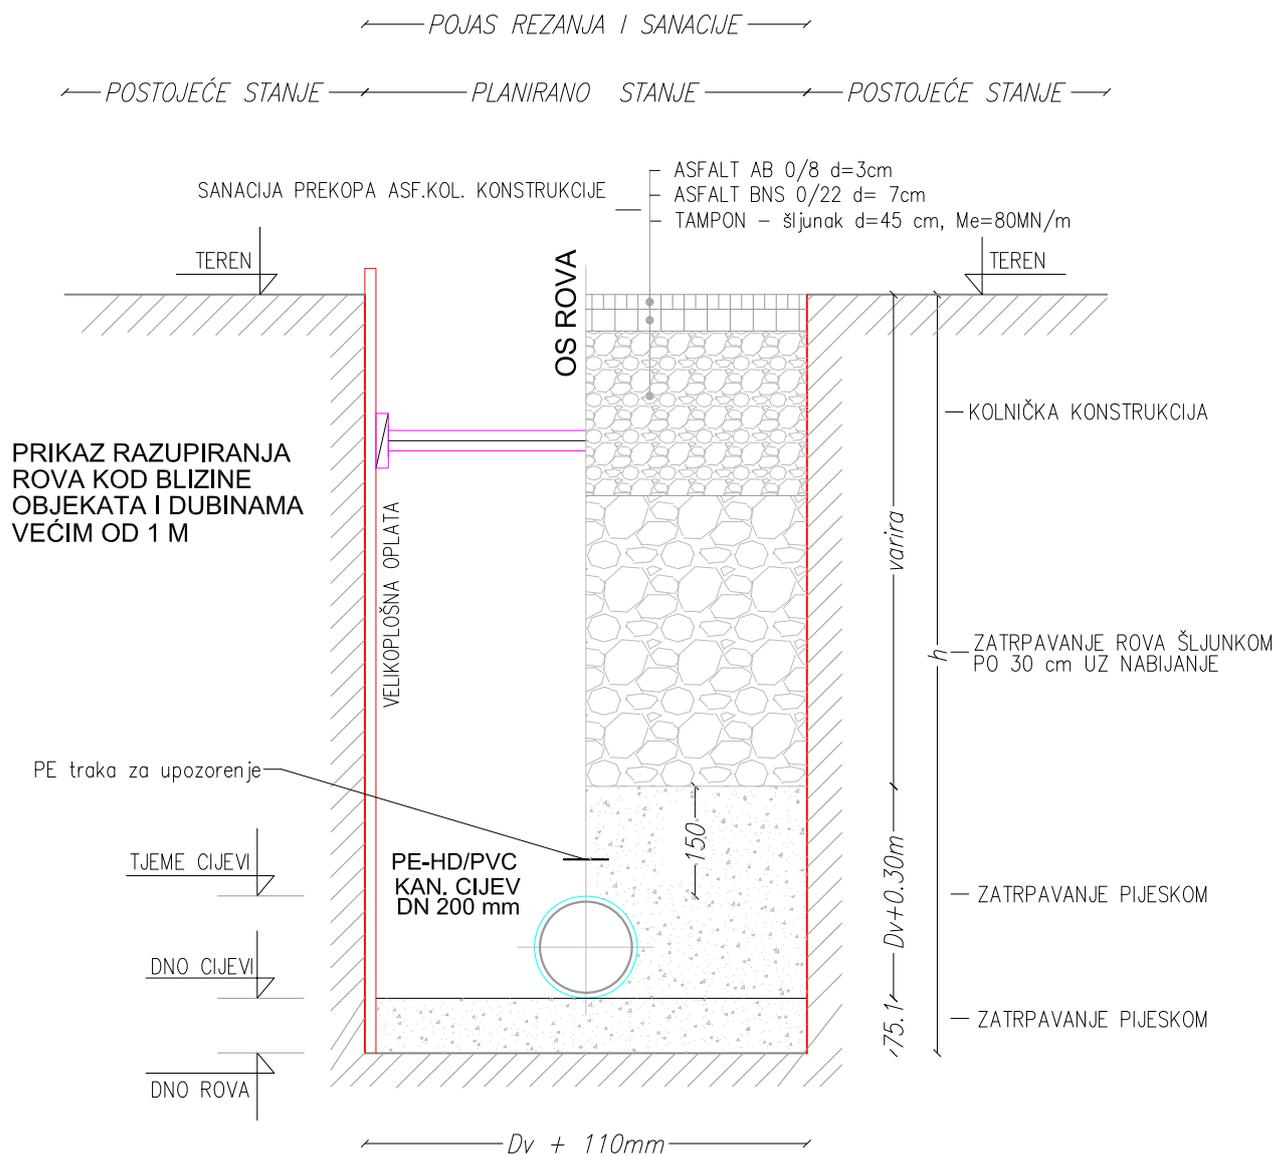 POJAS REZANJA I SANACIJE
POSTOJEĆE STANJE
PLANIRANO STANJE
POSTOJEĆE STANJE
ASFALT AB 0/8 d=3cm
SANACIJA PREKOPA ASF.KOL. KONSTRUKCIJE
ASFALT BNS 0/22 d= 7cm
TAMPON – šljunak d=45 cm, Me=80MN/m
TEREN
OS ROVA
TEREN
KOLNIČKA KONSTRUKCIJA
PRIKAZ RAZUPIRANJA
ROVA KOD BLIZINE
OBJEKATA I DUBINAMA
VEĆIM OD 1 M
VELIKOPLOŠNA OPLATA
varira
h
ZATRPAVANJE ROVA ŠLJUNKOM
PO 30 cm UZ NABIJANJE
PE traka za upozorenje
150
TJEME CIJEVI
PE-HD/PVC
KAN. CIJEV
DN 200 mm
Dv+0.30m
ZATRPAVANJE PIJESKOM
DNO CIJEVI
75.1
ZATRPAVANJE PIJESKOM
DNO ROVA
Dv + 110mm